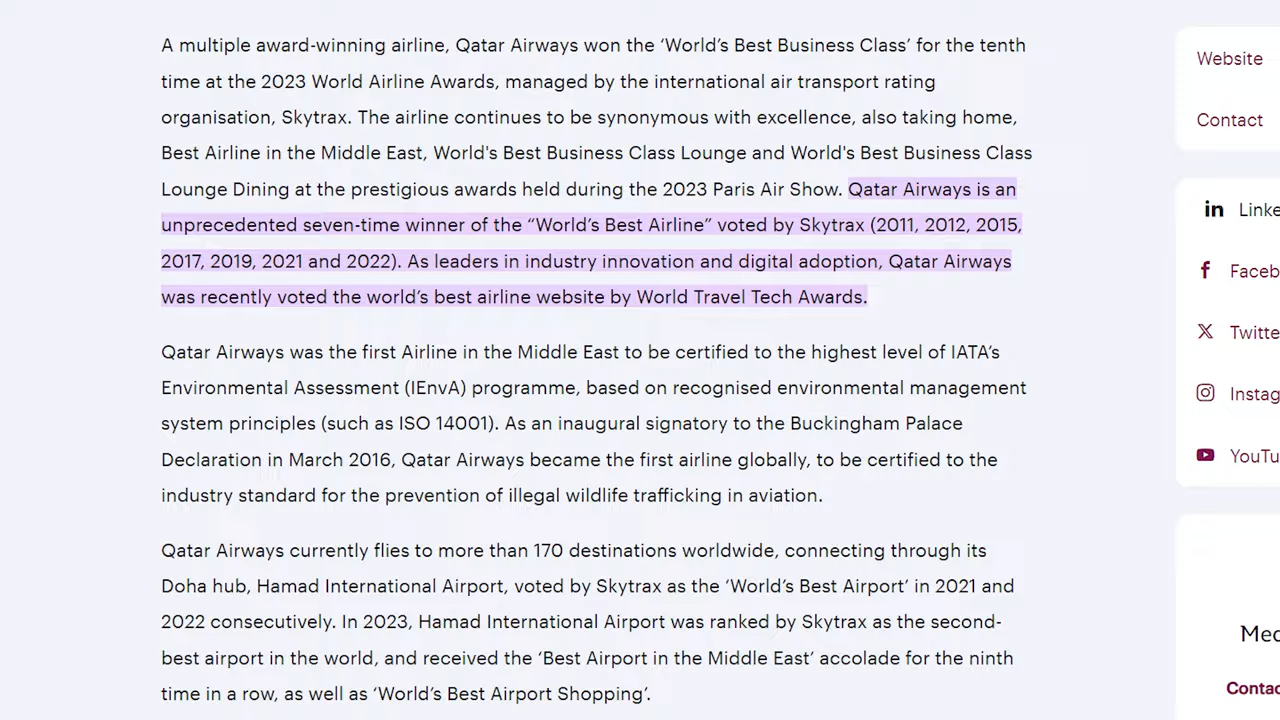 A multiple award-winning airline, Qatar Airways won the ‘World’s Best Business Class’ for the tenth
time at the 2023 World Airline Awards, managed by the international air transport rating
organisation, Skytrax. The airline continues to be synonymous with excellence, also taking home,
Best Airline in the Middle East, World's Best Business Class Lounge and World's Best Business Class
Lounge Dining at the prestigious awards held during the 2023 Paris Air Show. Qatar Airways is an
unprecedented seven-time winner of the “World’s Best Airline” voted by Skytrax (2011, 2012, 2015,
2017, 2019, 2021 and 2022). As leaders in industry innovation and digital adoption, Qatar Airways
was recently voted the world’s best airline website by World Travel Tech Awards.
Qatar Airways was the first Airline in the Middle East to be certified to the highest level of IATA’s
Environmental Assessment (IEnvA) programme, based on recognised environmental management
system principles (such as ISO 14001). As an inaugural signatory to the Buckingham Palace
Declaration in March 2016, Qatar Airways became the first airline globally, to be certified to the
industry standard for the prevention of illegal wildlife trafficking in aviation.
Qatar Airways currently flies to more than 170 destinations worldwide, connecting through its
Doha hub, Hamad International Airport, voted by Skytrax as the ‘World’s Best Airport’ in 2021 and
2022 consecutively. In 2023, Hamad International Airport was ranked by Skytrax as the second-
best airport in the world, and received the ‘Best Airport in the Middle East’ accolade for the ninth
time in a row, as well as ‘World’s Best Airport Shopping’.
Website
Contact
in Linke
Faceb
Twitte
Instag
YouTu
Med
Contac